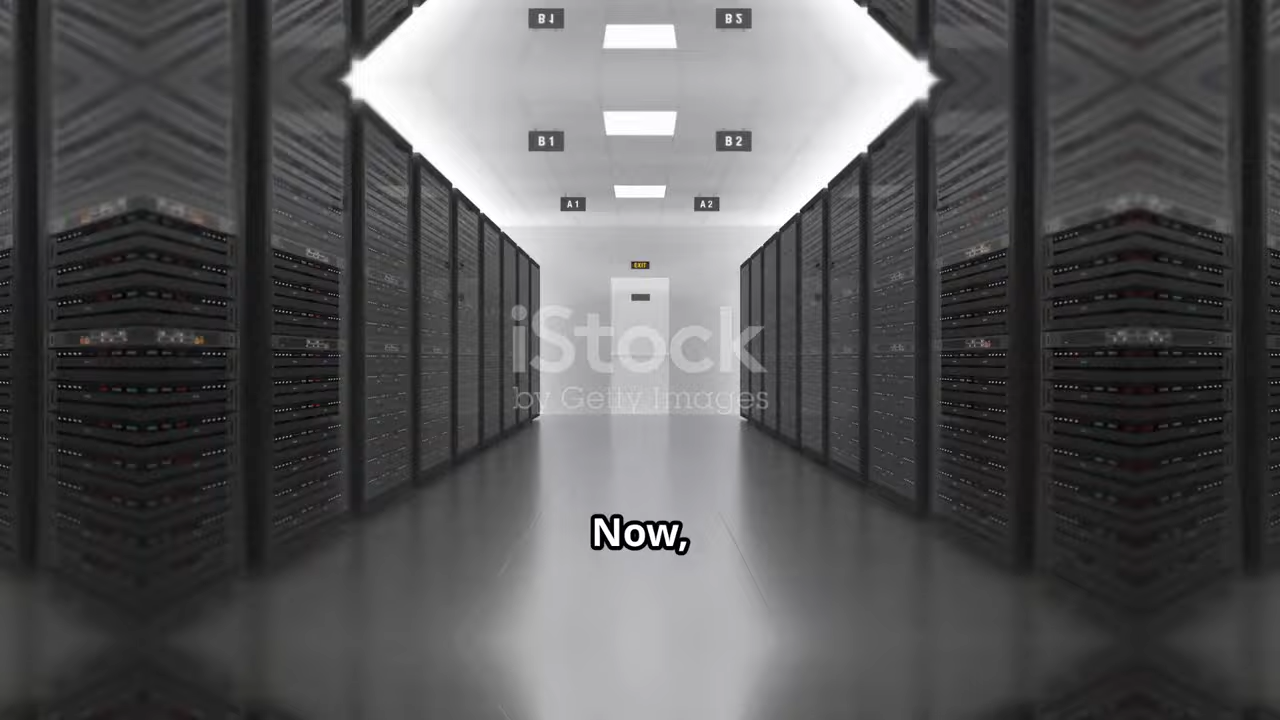 B1 B2
B1 B2
A1 A2
EXIT
iStock
by Getty Images
Now,